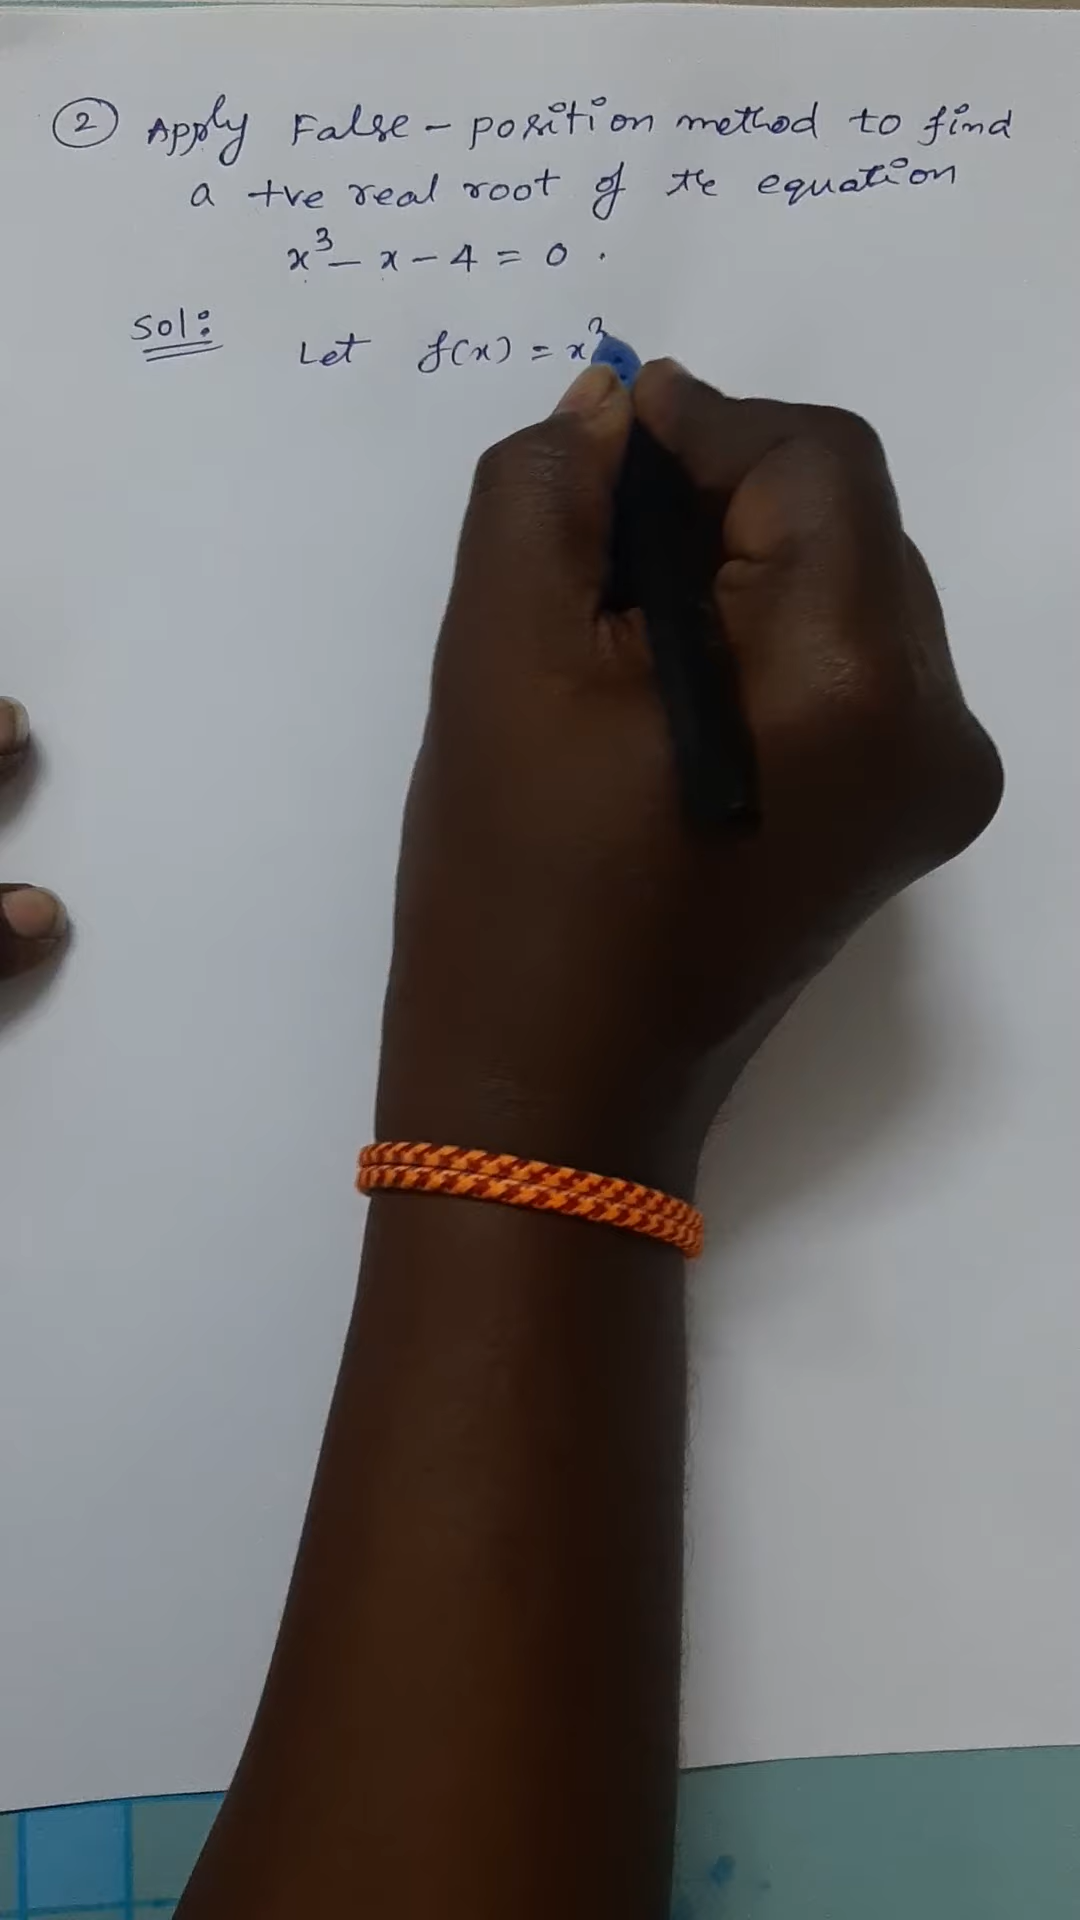 ② Apply False-position method to find
a +ve real root of the equation
x³ - x - 4 = 0 .
Sol:
Let f(x) = x³